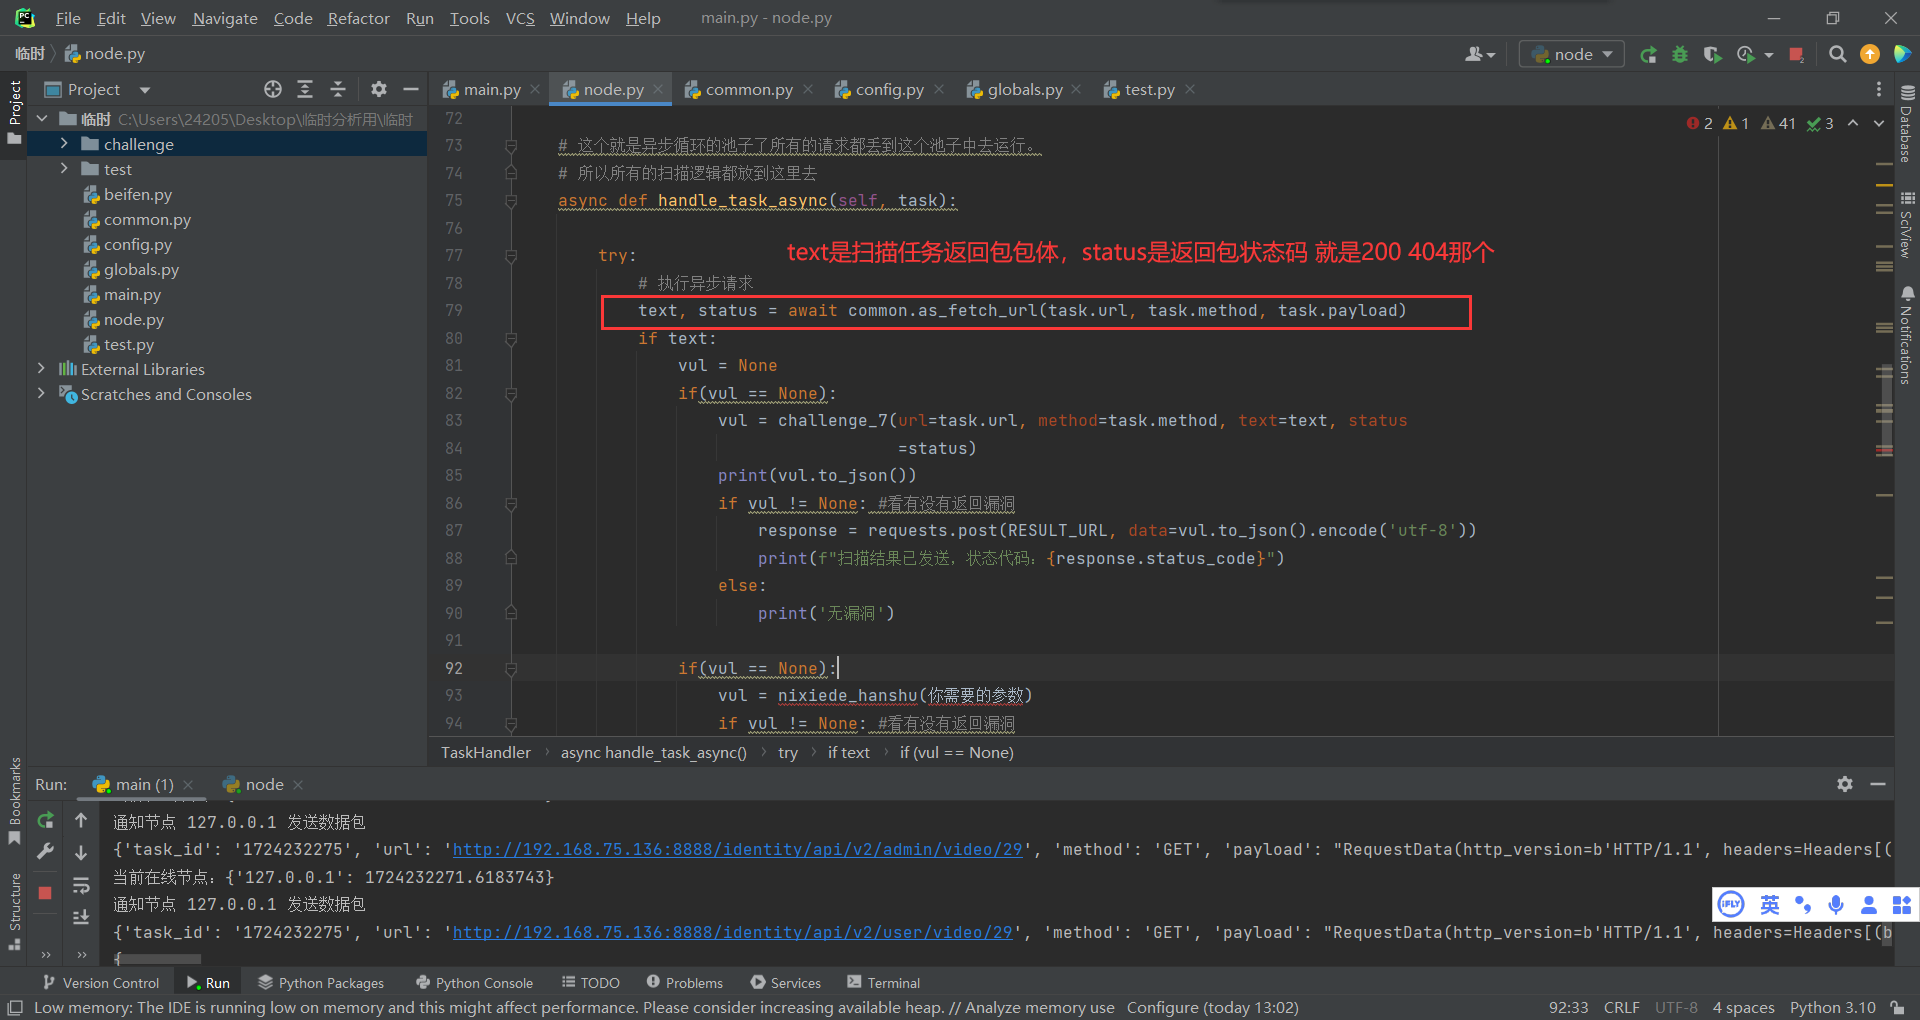 File Edit View Navigate Code Refactor Run Tools VCS Window Help main.py - node.py
临时 node.py
node
Project
main.py node.py common.py config.py globals.py test.py
临时 C:\Users\24205\Desktop\临时分析用\临时
challenge
test
beifen.py
common.py
config.py
globals.py
main.py
node.py
test.py
External Libraries
Scratches and Consoles
Project
Bookmarks
Structure
Database
SciView
Notifications
2 1 41 3
72
73 # 这个就是异步循环的池子了所有的请求都丢到这个池子中去运行。
74 # 所以所有的扫描逻辑都放到这里去
75 async def handle_task_async(self, task):
76
text是扫描任务返回包包体，status是返回包状态码 就是200 404那个
77 try:
78 # 执行异步请求
79 text, status = await common.as_fetch_url(task.url, task.method, task.payload)
80 if text:
81 vul = None
82 if(vul == None):
83 vul = challenge_7(url=task.url, method=task.method, text=text, status
84 =status)
85 print(vul.to_json())
86 if vul != None: #看有没有返回漏洞
87 response = requests.post(RESULT_URL, data=vul.to_json().encode('utf-8'))
88 print(f"扫描结果已发送，状态代码：{response.status_code}")
89 else:
90 print('无漏洞')
91
92 if(vul == None):
93 vul = nixiede_hanshu(你需要的参数)
94 if vul != None: #看有没有返回漏洞
TaskHandler async handle_task_async() try if text if (vul == None)
Run: main (1) node
通知节点 127.0.0.1 发送数据包
{'task_id': '1724232275', 'url': 'http://192.168.75.136:8888/identity/api/v2/admin/video/29', 'method': 'GET', 'payload': "RequestData(http_version=b'HTTP/1.1', headers=Headers[(
当前在线节点：{'127.0.0.1': 1724232271.6183743}
通知节点 127.0.0.1 发送数据包
{'task_id': '1724232275', 'url': 'http://192.168.75.136:8888/identity/api/v2/user/video/29', 'method': 'GET', 'payload': "RequestData(http_version=b'HTTP/1.1', headers=Headers[(b
{
iFLY 英
Version Control Run Python Packages Python Console TODO Problems Services Terminal
Low memory: The IDE is running low on memory and this might affect performance. Please consider increasing available heap. // Analyze memory use Configure (today 13:02) 92:33 CRLF UTF-8 4 spaces Python 3.10